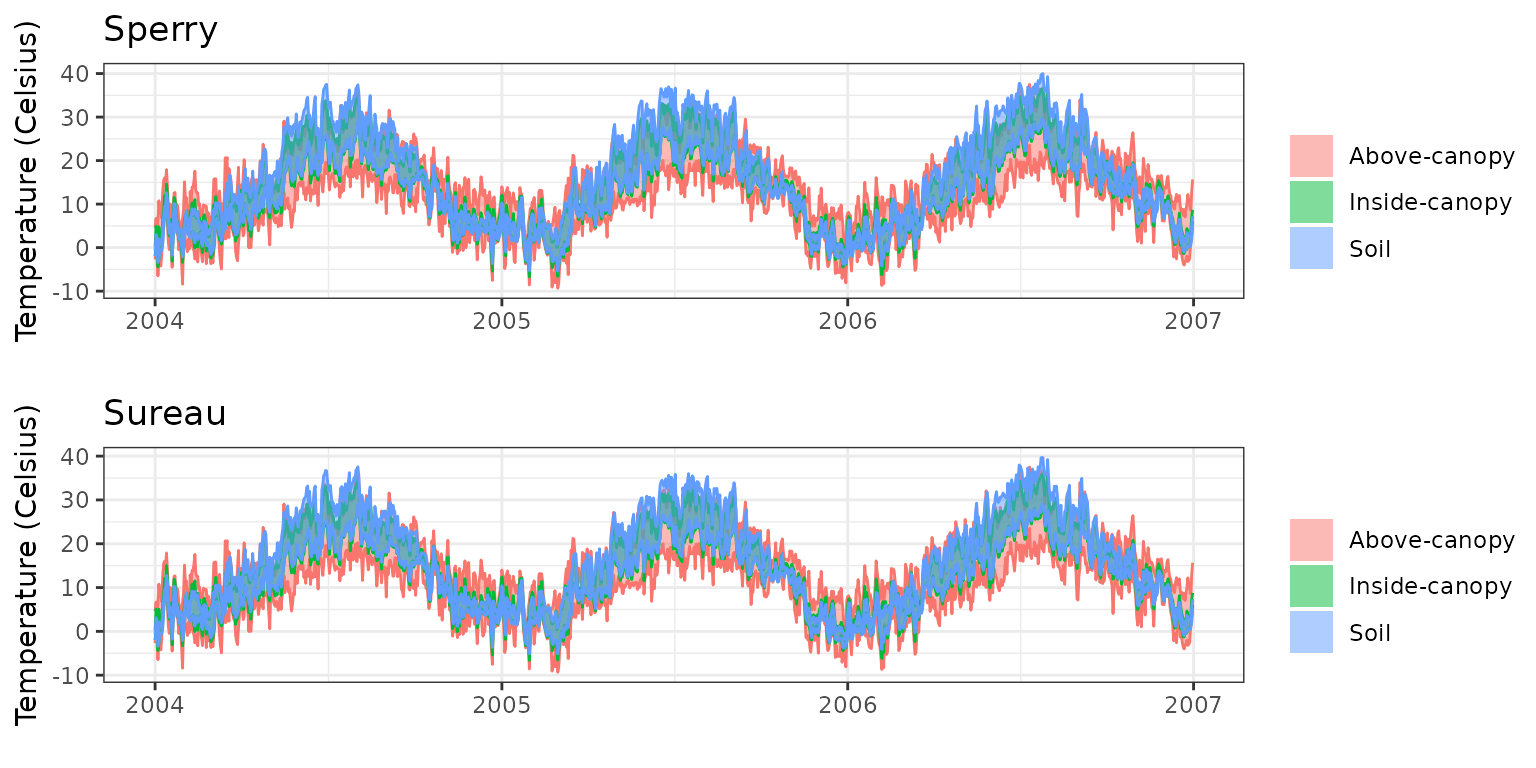 Sperry
Temperature (Celsius)
40
30
20
10
0
-10
2004 2005 2006 2007
Above-canopy
Inside-canopy
Soil
Sureau
Temperature (Celsius)
40
30
20
10
0
-10
2004 2005 2006 2007
Above-canopy
Inside-canopy
Soil